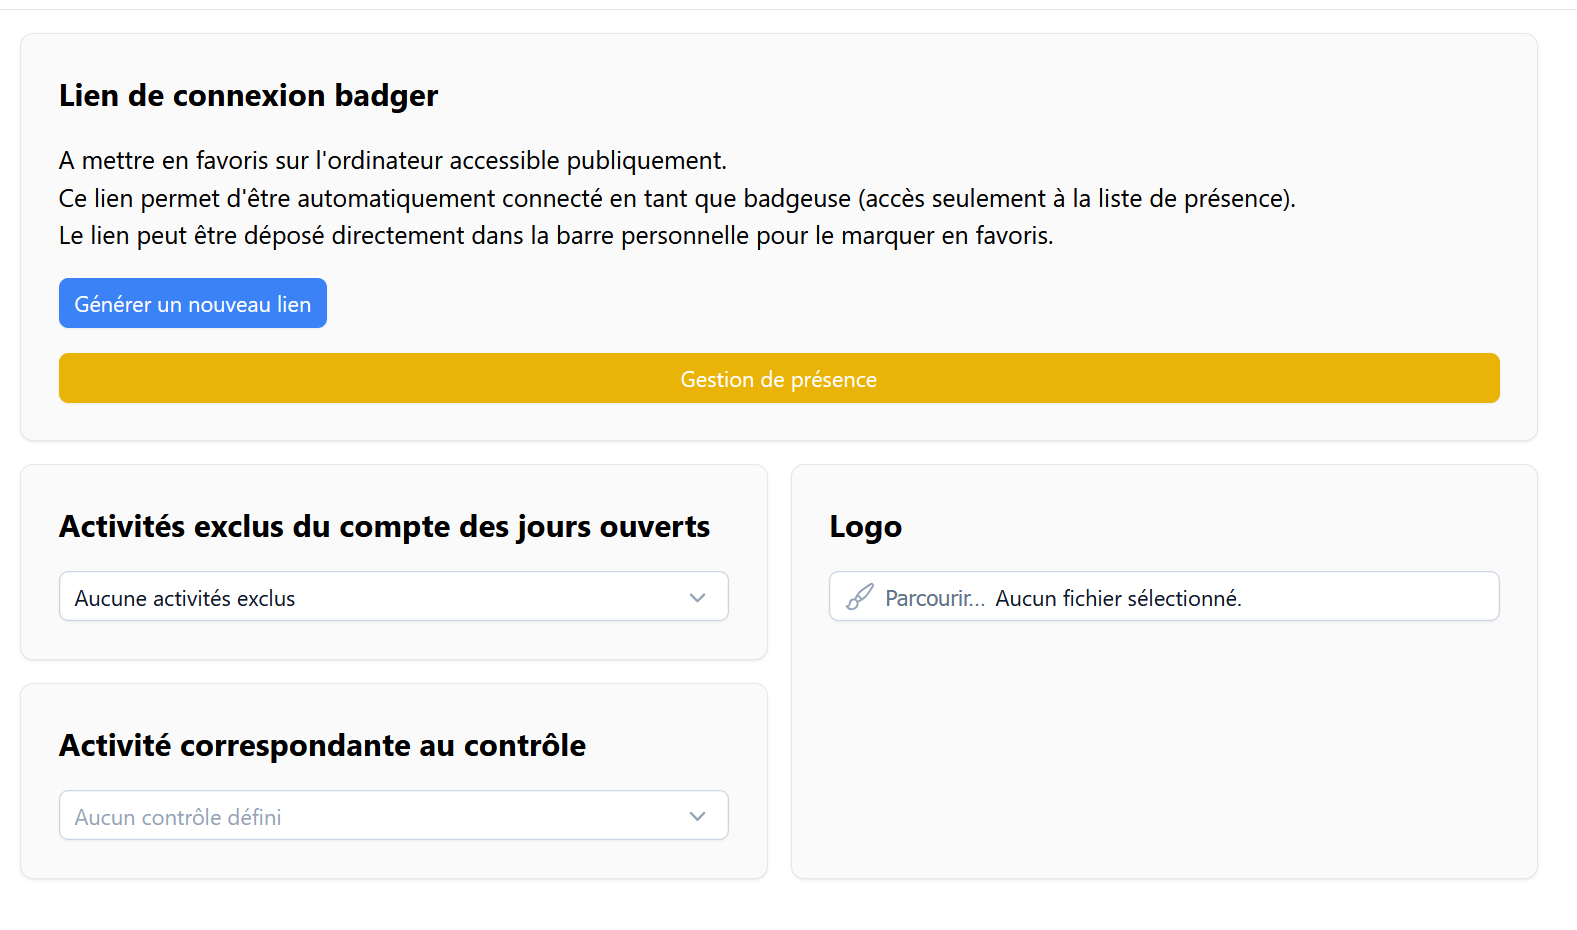 Lien de connexion badger
A mettre en favoris sur l'ordinateur accessible publiquement.
Ce lien permet d'être automatiquement connecté en tant que badgeuse (accès seulement à la liste de présence).
Le lien peut être déposé directement dans la barre personnelle pour le marquer en favoris.
Générer un nouveau lien
Gestion de présence
Activités exclus du compte des jours ouverts
Aucune activités exclus
Activité correspondante au contrôle
Aucun contrôle défini
Logo
Parcourir... Aucun fichier sélectionné.